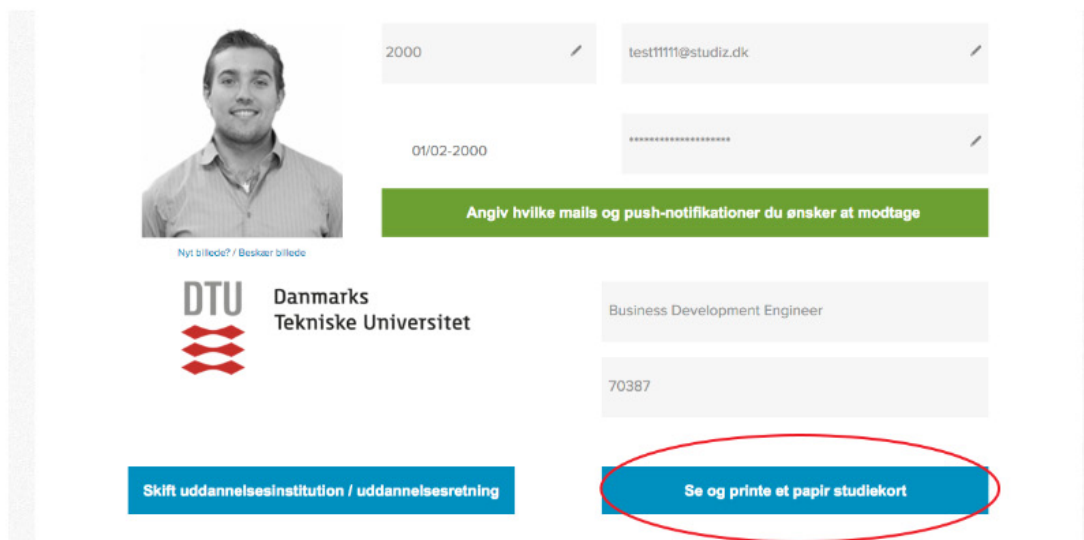 2000
test11111@studiz.dk
01/02-2000
********************
Angiv hvilke mails og push-notifikationer du ønsker at modtage
Nyt billede? / Beskær billede
DTU
Danmarks
Tekniske Universitet
Business Development Engineer
70387
Skift uddannelsesinstitution / uddannelsesretning
Se og printe et papir studiekort